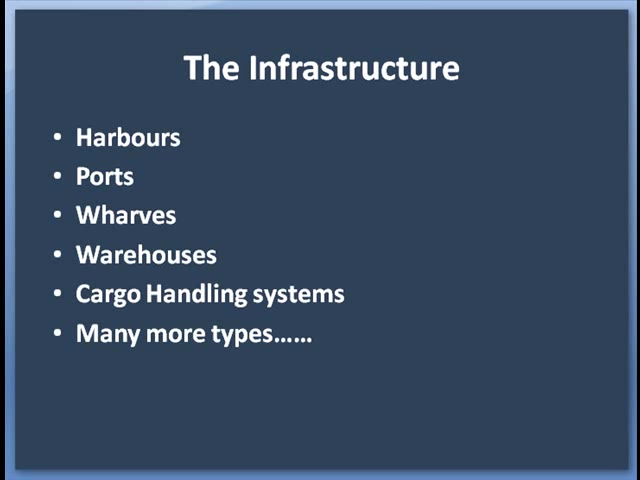 The Infrastructure
• Harbours
• Ports
• Wharves
• Warehouses
• Cargo Handling systems
• Many more types……